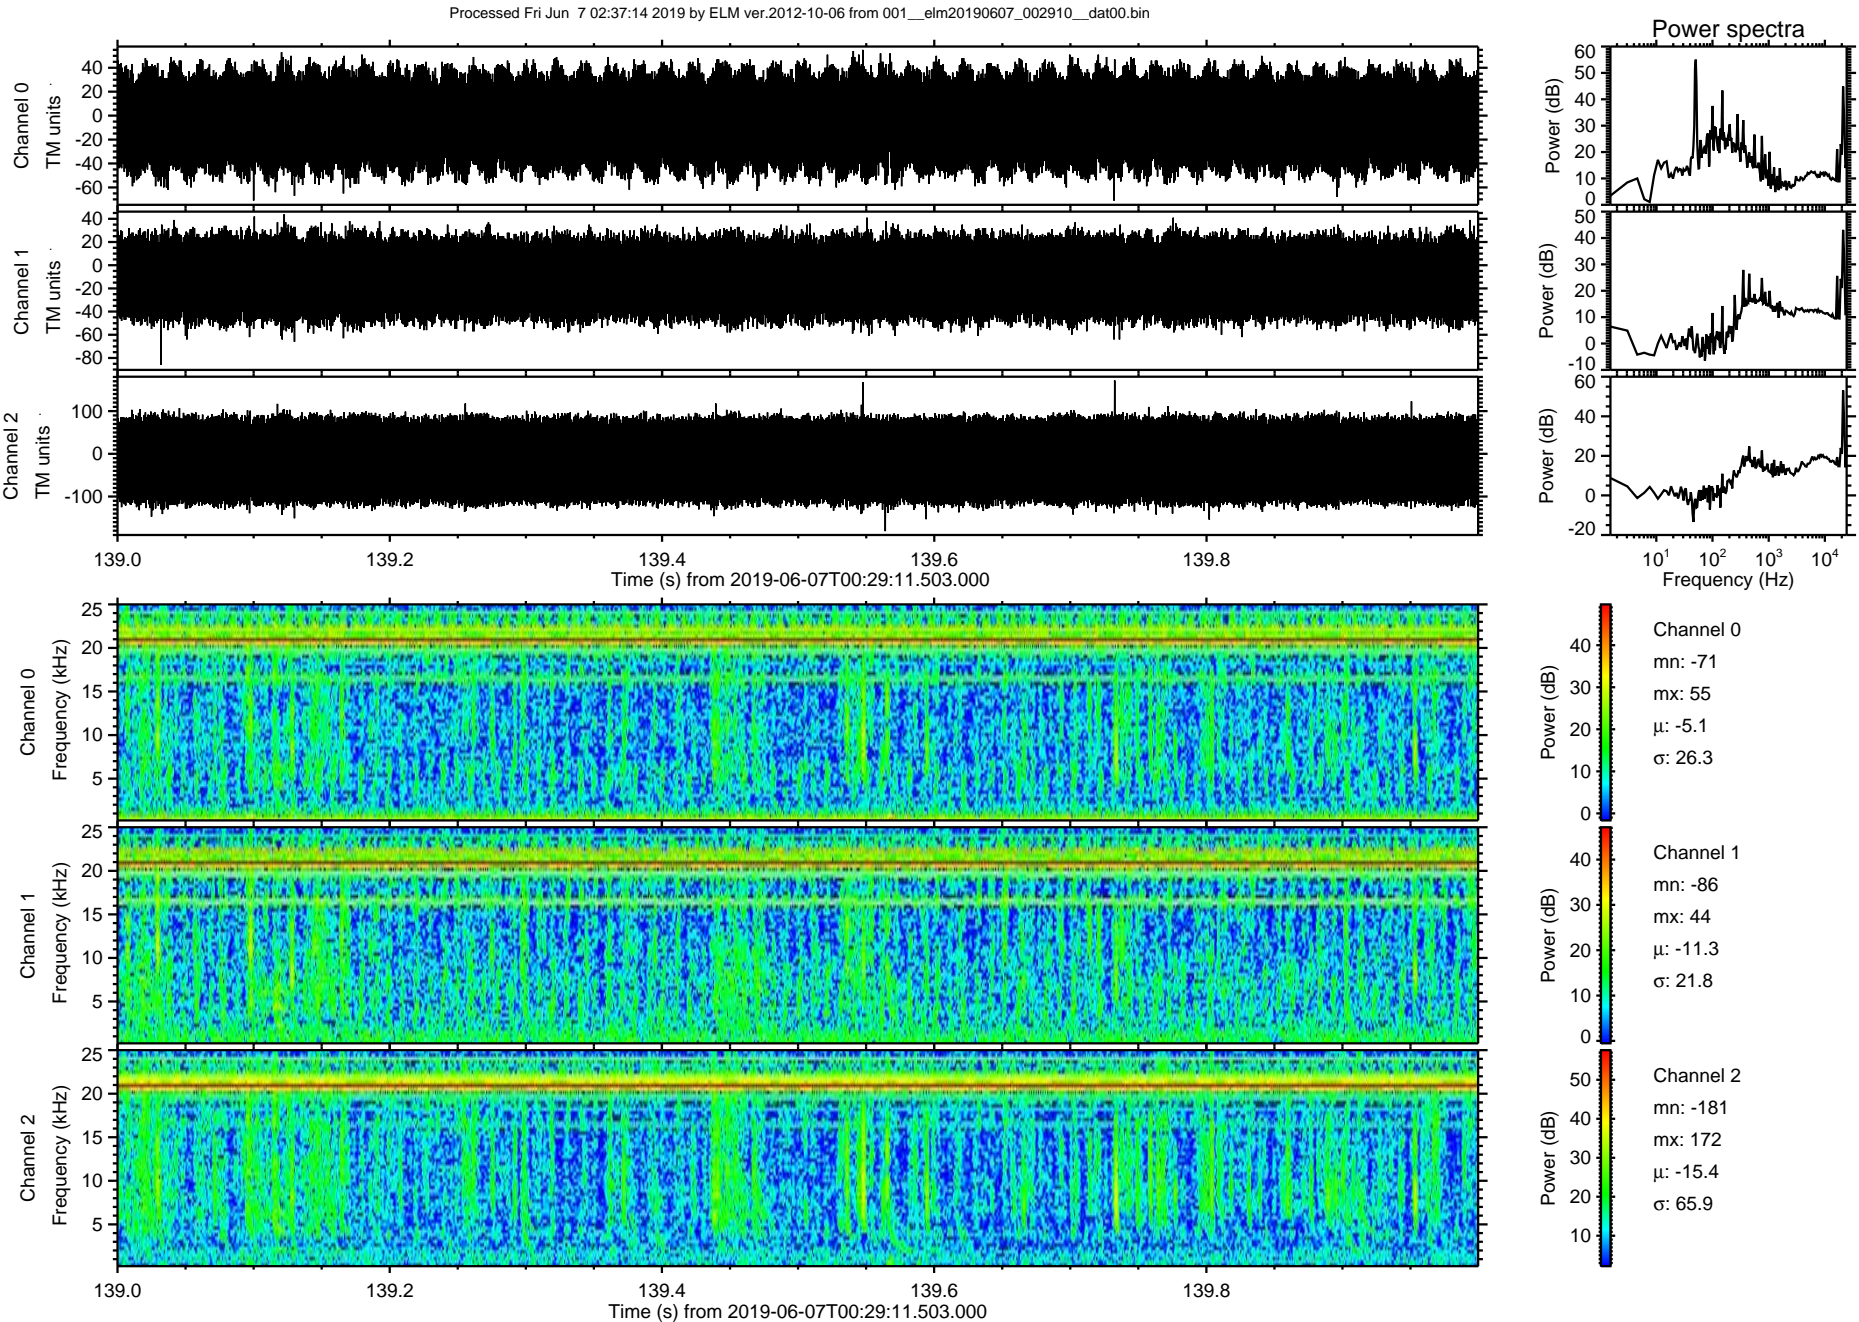 Processed Fri Jun  7 02:37:14 2019 by ELM ver.2012-10-06 from 001__elm20190607_002910__dat00.bin
Power spectra
Channel 0
TM units
40
20
0
-20
-40
-60
Power (dB)
60
50
40
30
20
10
0
Channel 1
TM units
40
20
0
-20
-40
-60
-80
Power (dB)
50
40
30
20
10
0
-10
Channel 2
TM units
100
0
-100
Power (dB)
60
40
20
0
-20
139.0 139.2 139.4 139.6 139.8
Time (s) from 2019-06-07T00:29:11.503.000
10¹ 10² 10³ 10⁴
Frequency (Hz)
Channel 0
Frequency (kHz)
25
20
15
10
5
Power (dB)
40
30
20
10
0
Channel 0
mn: -71
mx: 55
μ: -5.1
σ: 26.3
Channel 1
Frequency (kHz)
25
20
15
10
5
Power (dB)
40
30
20
10
0
Channel 1
mn: -86
mx: 44
μ: -11.3
σ: 21.8
Channel 2
Frequency (kHz)
25
20
15
10
5
Power (dB)
50
40
30
20
10
Channel 2
mn: -181
mx: 172
μ: -15.4
σ: 65.9
139.0 139.2 139.4 139.6 139.8
Time (s) from 2019-06-07T00:29:11.503.000